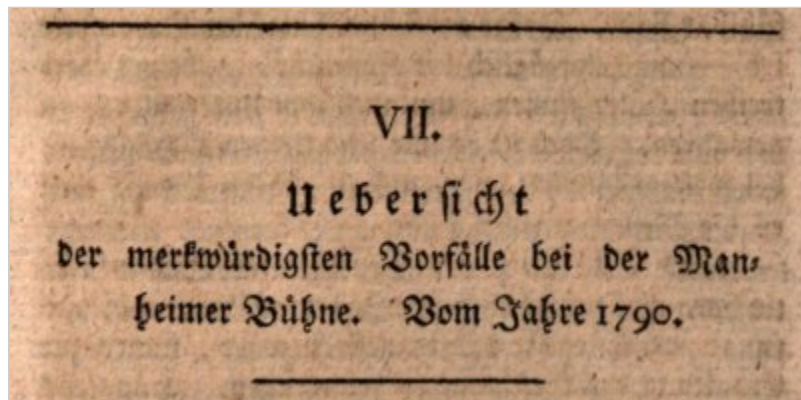 VII.
Uebersicht
der merkwürdigsten Vorfälle bei der Man-
heimer Bühne. Vom Jahre 1790.